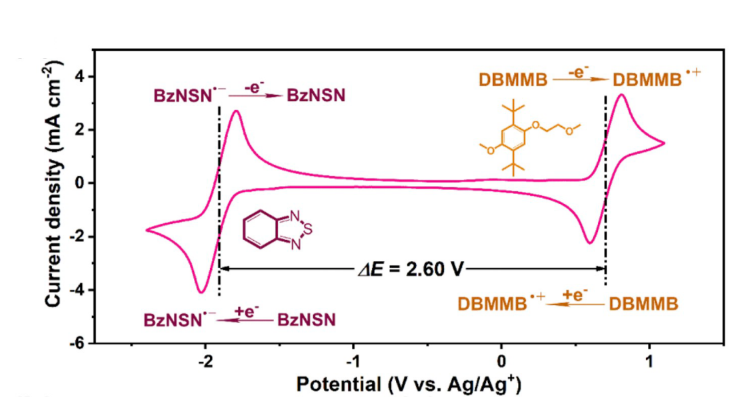 DBMMB -e⁻ DBMMB•⁺
BzNSN•⁻ -e⁻ BzNSN
O
O
O
N
S
N
ΔE = 2.60 V
BzNSN•⁻ +e⁻ BzNSN
DBMMB•⁺ +e⁻ DBMMB
Current density (mA cm⁻²)
4
2
0
-2
-4
-6
-2
-1
0
1
Potential (V vs. Ag/Ag⁺)